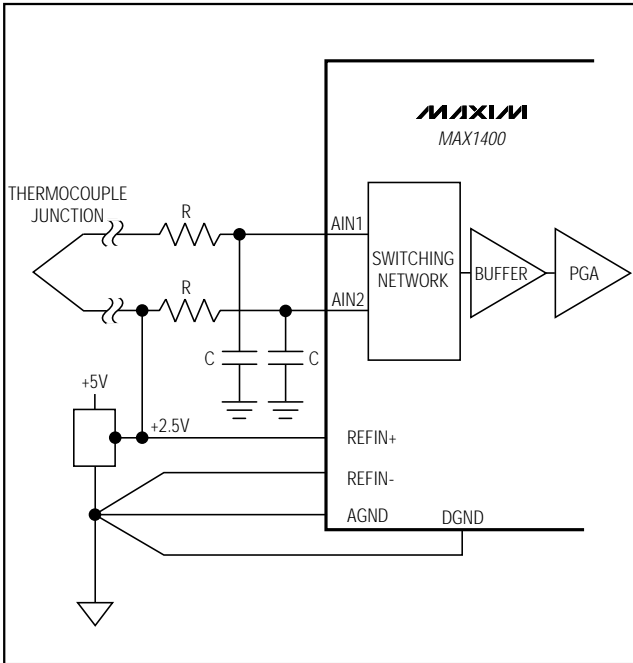 MAXIM
MAX1400
THERMOCOUPLE
JUNCTION
R
AIN1
SWITCHING
NETWORK
BUFFER
PGA
R
AIN2
C
C
+5V
+2.5V
REFIN+
REFIN-
AGND
DGND